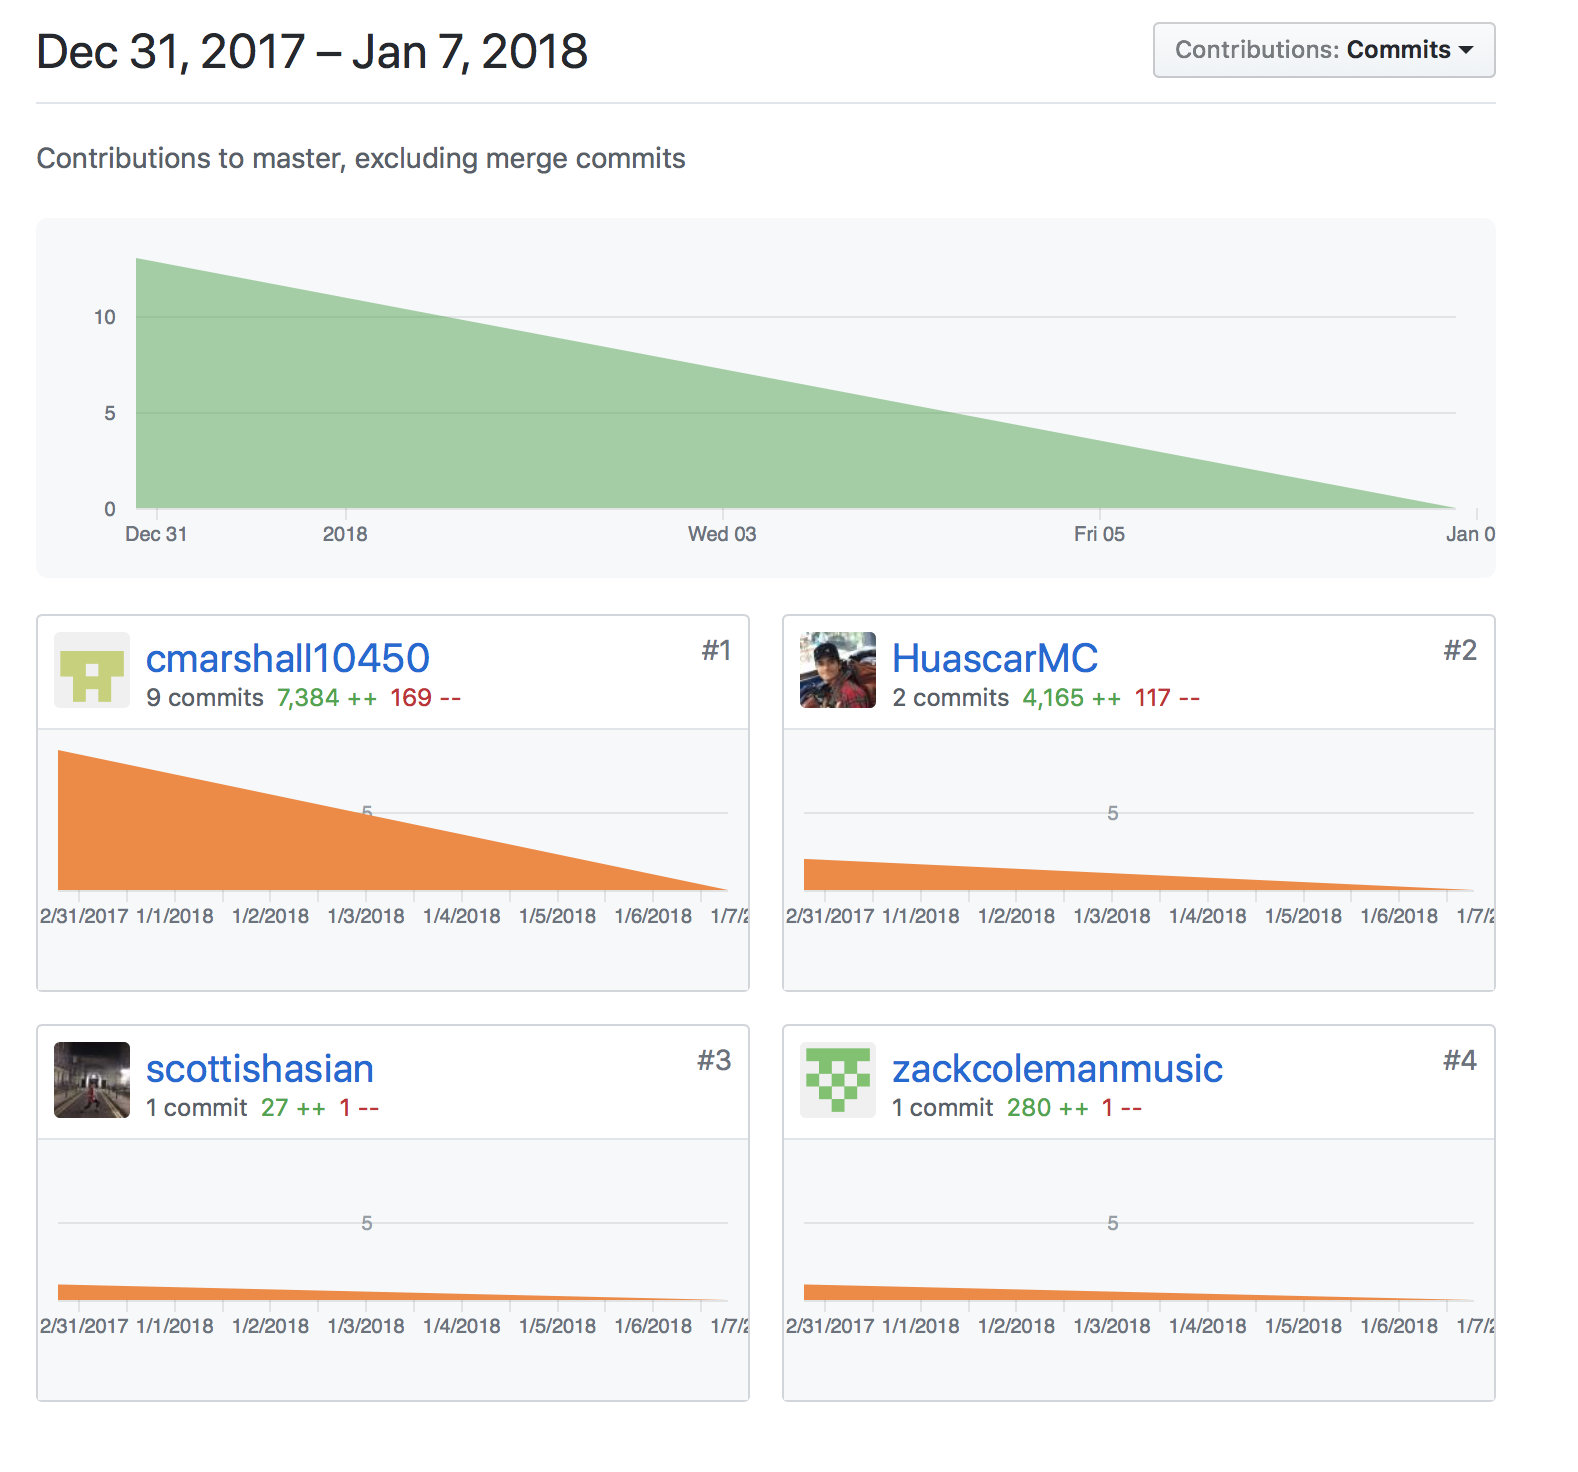 Dec 31, 2017 – Jan 7, 2018
Contributions: Commits
Contributions to master, excluding merge commits
10
5
0
Dec 31 2018 Wed 03 Fri 05 Jan 0
cmarshall10450 #1
9 commits 7,384 ++ 169 --
5
2/31/2017 1/1/2018 1/2/2018 1/3/2018 1/4/2018 1/5/2018 1/6/2018 1/7/2
HuascarMC #2
2 commits 4,165 ++ 117 --
5
2/31/2017 1/1/2018 1/2/2018 1/3/2018 1/4/2018 1/5/2018 1/6/2018 1/7/2
scottishasian #3
1 commit 27 ++ 1 --
5
2/31/2017 1/1/2018 1/2/2018 1/3/2018 1/4/2018 1/5/2018 1/6/2018 1/7/2
zackcolemanmusic #4
1 commit 280 ++ 1 --
5
2/31/2017 1/1/2018 1/2/2018 1/3/2018 1/4/2018 1/5/2018 1/6/2018 1/7/2